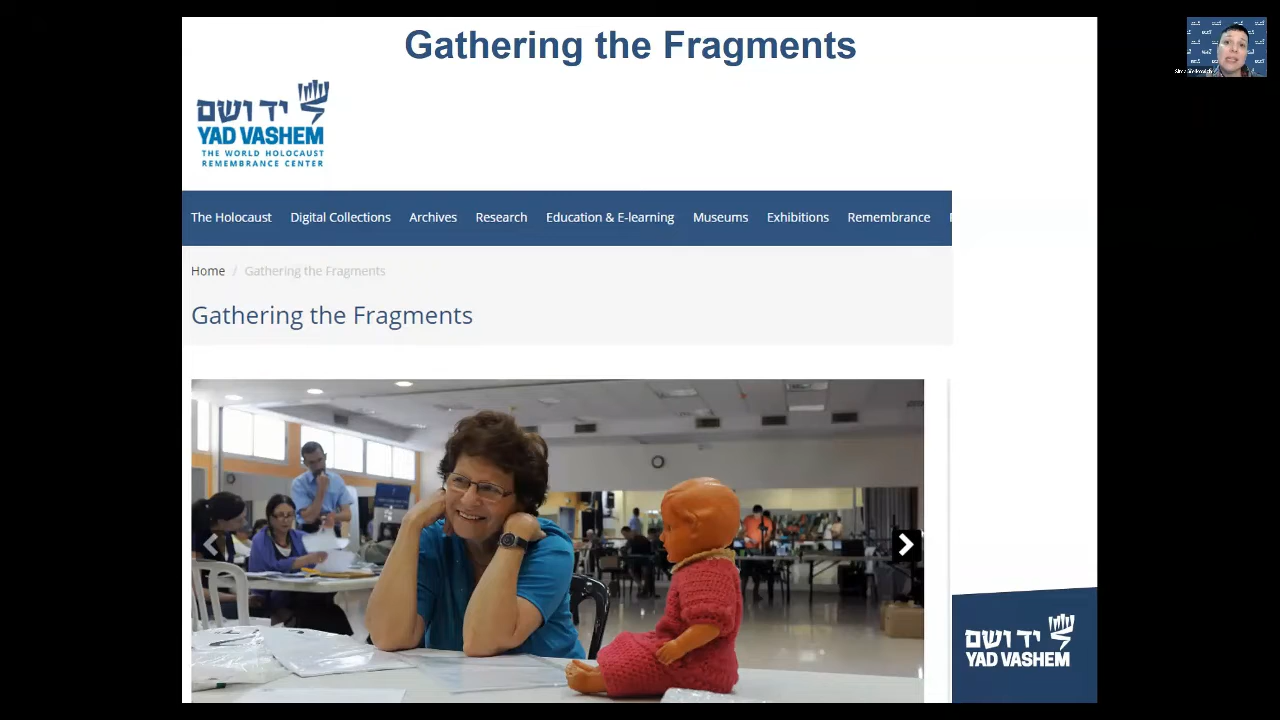 Gathering the Fragments
יד ושם
YAD VASHEM
THE WORLD HOLOCAUST
REMEMBRANCE CENTER
The Holocaust Digital Collections Archives Research Education & E-learning Museums Exhibitions Remembrance
Home / Gathering the Fragments
Gathering the Fragments
יד ושם
YAD VASHEM